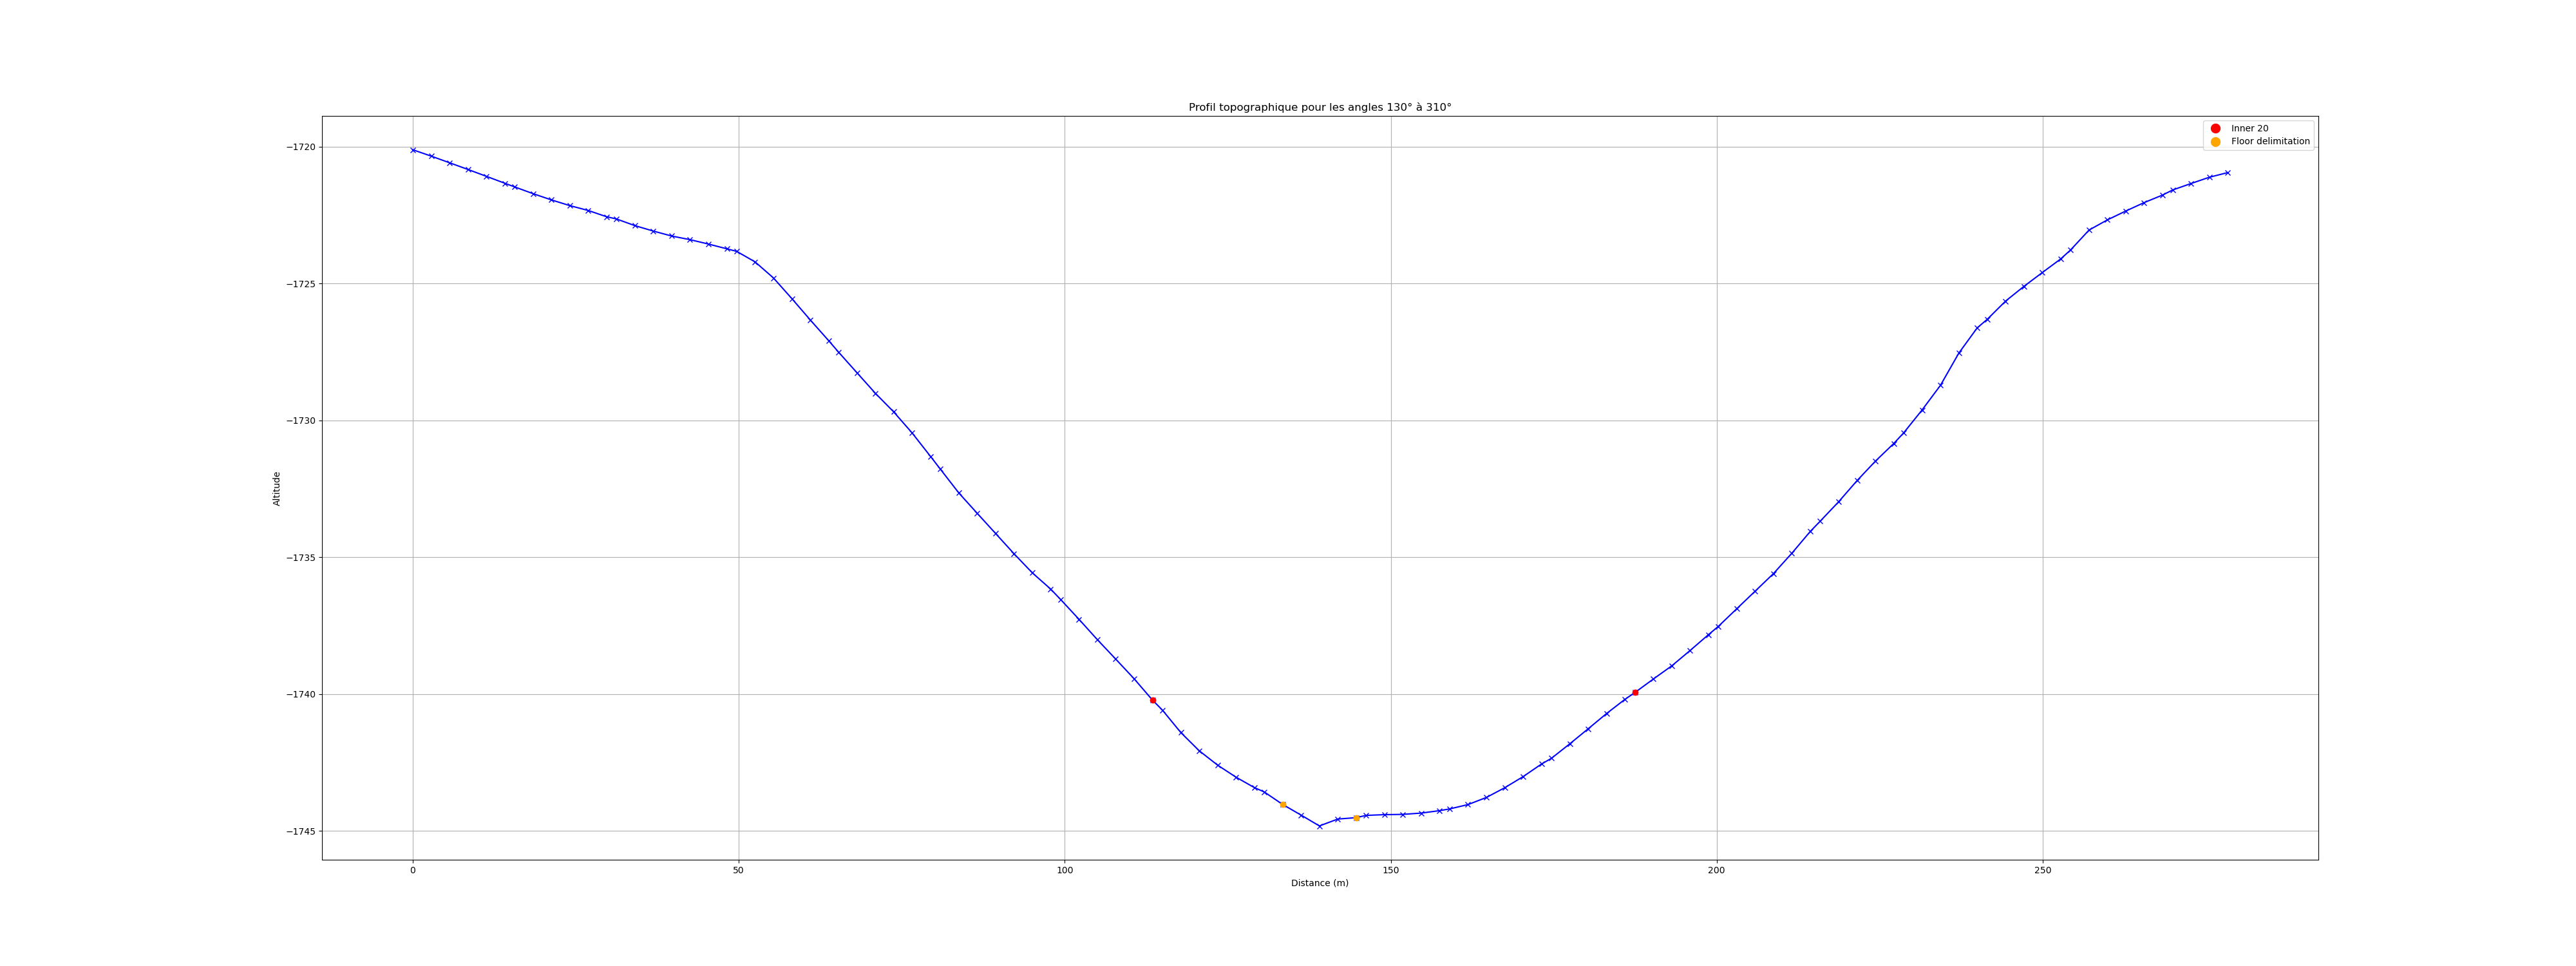 Profil topographique pour les angles 130° à 310°
Inner 20
Floor delimitation
−1720
−1725
−1730
−1735
−1740
−1745
Altitude
0 50 100 150 200 250
Distance (m)